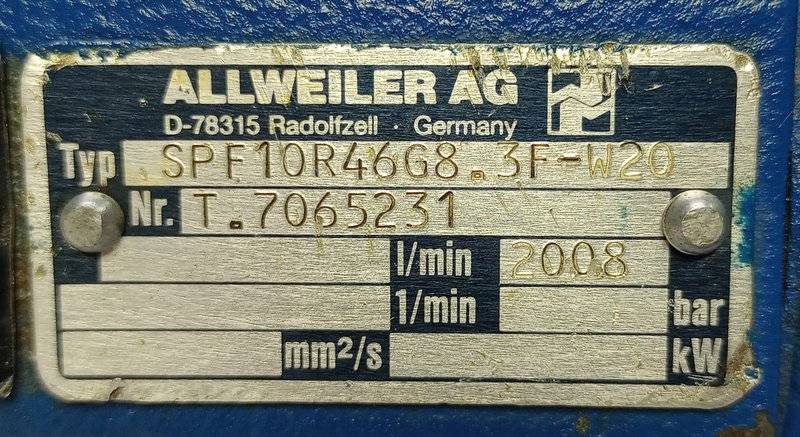 ALLWEILER AG
D-78315 Radolfzell · Germany
Typ SPF10R46G8.3F-W20
Nr. T.7065231
l/min 2008
1/min bar
mm²/s kW